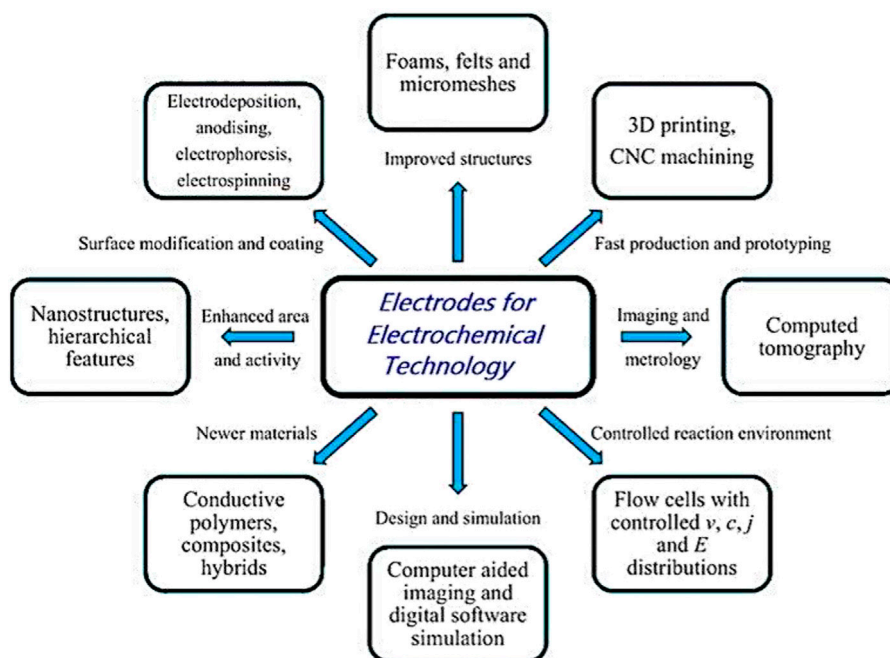 Foams, felts and
micromeshes
Electrodeposition,
anodising,
electrophoresis,
electrospinning
3D printing,
CNC machining
Improved structures
Surface modification and coating
Fast production and prototyping
Nanostructures,
hierarchical
features
Enhanced area
and activity
Electrodes for
Electrochemical
Technology
Imaging and
metrology
Computed
tomography
Newer materials
Controlled reaction environment
Conductive
polymers,
composites,
hybrids
Design and simulation
Computer aided
imaging and
digital software
simulation
Flow cells with
controlled v, c, j
and E
distributions